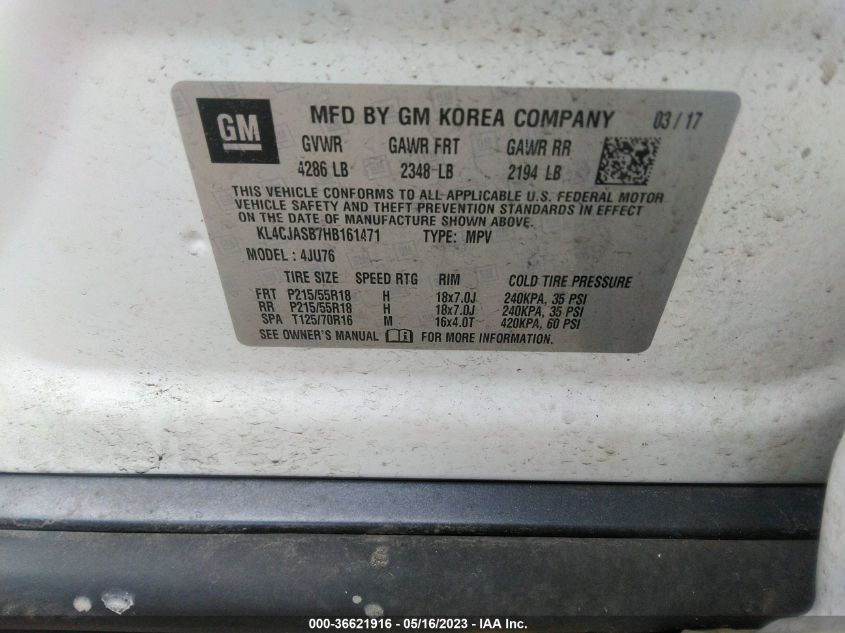 GM
MFD BY GM KOREA COMPANY 03/17
GVWR GAWR FRT GAWR RR
4286 LB 2348 LB 2194 LB
THIS VEHICLE CONFORMS TO ALL APPLICABLE U.S. FEDERAL MOTOR
VEHICLE SAFETY AND THEFT PREVENTION STANDARDS IN EFFECT
ON THE DATE OF MANUFACTURE SHOWN ABOVE.
KL4CJASB7HB161471 TYPE: MPV
MODEL : 4JU76
TIRE SIZE SPEED RTG RIM COLD TIRE PRESSURE
FRT P215/55R18 H 18x7.0J 240KPA, 35 PSI
RR P215/55R18 H 18x7.0J 240KPA, 35 PSI
SPA T125/70R16 M 16x4.0T 420KPA, 60 PSI
SEE OWNER'S MANUAL FOR MORE INFORMATION.
000-36621916 - 05/16/2023 - IAA Inc.